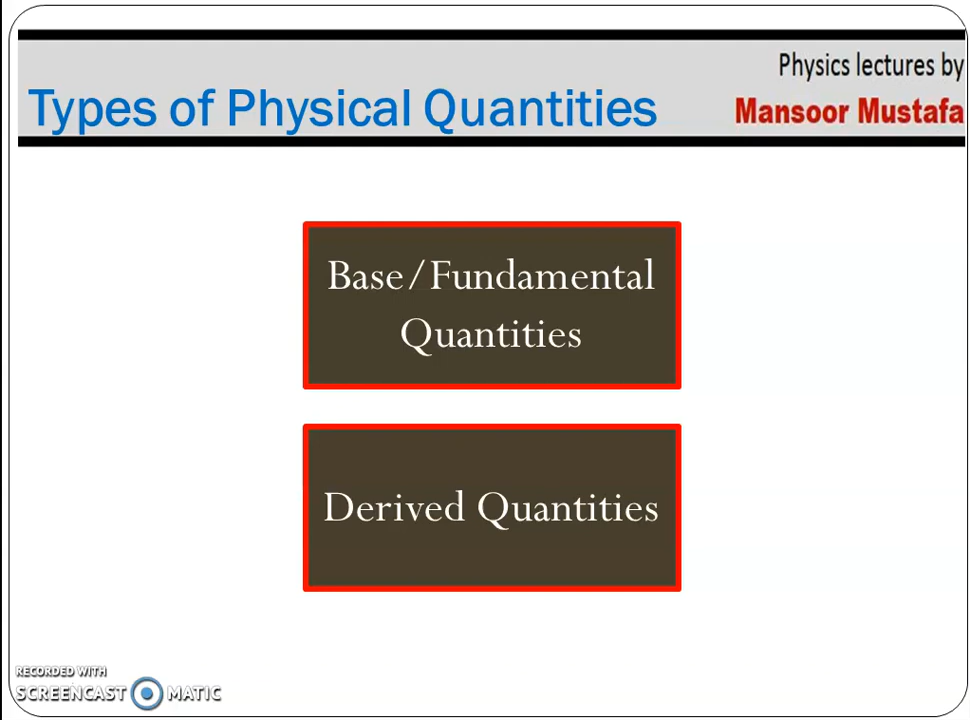 Physics lectures by
Types of Physical Quantities
Mansoor Mustafa
Base/Fundamental
Quantities
Derived Quantities
RECORDED WITH
SCREENCAST MATIC